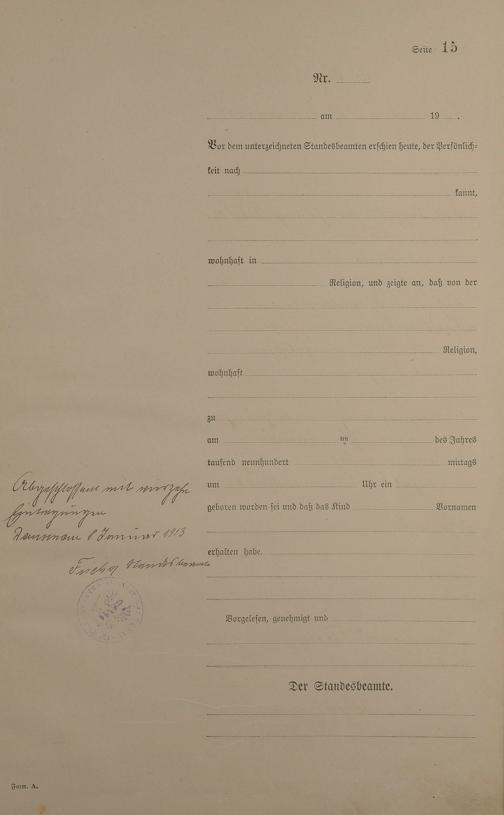 Seite 15
Nr.
am 19 .
Vor dem unterzeichneten Standesbeamten erschien heute, der Persönlich-
keit nach
kannt,
wohnhaft in
Religion, und zeigte an, daß von der
Religion,
wohnhaft
zu
am des Jahres
tausend neunhundert mittags
um Uhr ein
geboren worden sei und daß das Kind Vornamen
erhalten habe.
Vorgelesen, genehmigt und
Der Standesbeamte.
Abgeschlossen mit vierzehn
Eintragungen
8 Januar 1913
Standesbeamte
Form. A.